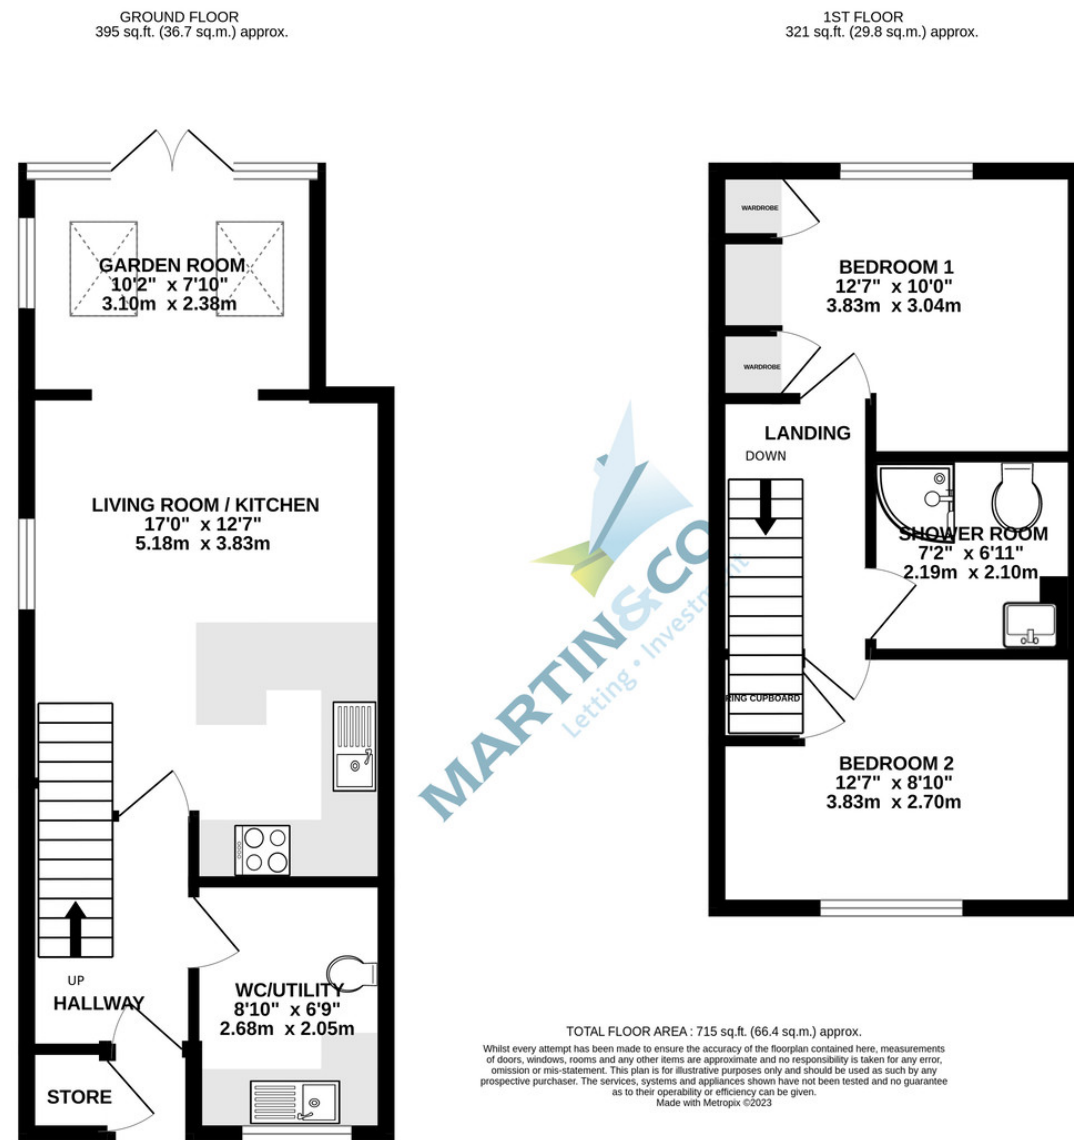 GROUND FLOOR
395 sq.ft. (36.7 sq.m.) approx.
1ST FLOOR
321 sq.ft. (29.8 sq.m.) approx.
GARDEN ROOM
10'2" x 7'10"
3.10m x 2.38m
LIVING ROOM / KITCHEN
17'0" x 12'7"
5.18m x 3.83m
UP
HALLWAY
WC/UTILITY
8'10" x 6'9"
2.68m x 2.05m
STORE
WARDROBE
BEDROOM 1
12'7" x 10'0"
3.83m x 3.04m
WARDROBE
LANDING
DOWN
SHOWER ROOM
7'2" x 6'11"
2.19m x 2.10m
RING CUPBOARD
BEDROOM 2
12'7" x 8'10"
3.83m x 2.70m
MARTIN&CO
Letting • Investment
TOTAL FLOOR AREA : 715 sq.ft. (66.4 sq.m.) approx.
Whilst every attempt has been made to ensure the accuracy of the floorplan contained here, measurements
of doors, windows, rooms and any other items are approximate and no responsibility is taken for any error,
omission or mis-statement. This plan is for illustrative purposes only and should be used as such by any
prospective purchaser. The services, systems and appliances shown have not been tested and no guarantee
as to their operability or efficiency can be given.
Made with Metropix ©2023